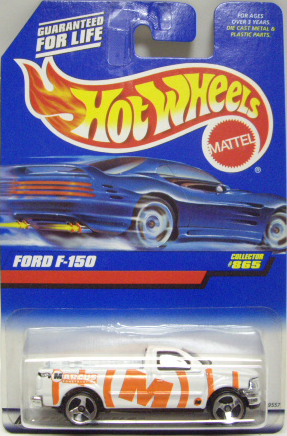 GUARANTEED
FOR LIFE
FOR AGES
OVER 3 YEARS.
DIE CAST METAL &
PLASTIC PARTS.
HOT WHEELS
MATTEL
®
FORD F-150
COLLECTOR
#865
MARCUS
M